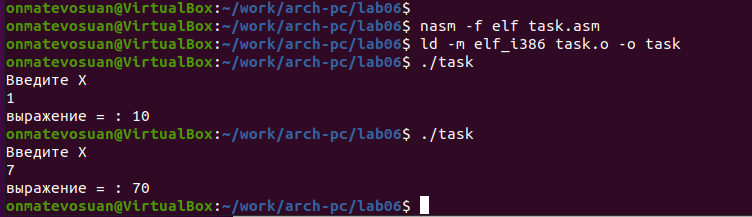 onmatevosuan@VirtualBox:~/work/arch-pc/lab06$
onmatevosuan@VirtualBox:~/work/arch-pc/lab06$ nasm -f elf task.asm
onmatevosuan@VirtualBox:~/work/arch-pc/lab06$ ld -m elf_i386 task.o -o task
onmatevosuan@VirtualBox:~/work/arch-pc/lab06$ ./task
Введите X
1
выражение = : 10
onmatevosuan@VirtualBox:~/work/arch-pc/lab06$ ./task
Введите X
7
выражение = : 70
onmatevosuan@VirtualBox:~/work/arch-pc/lab06$